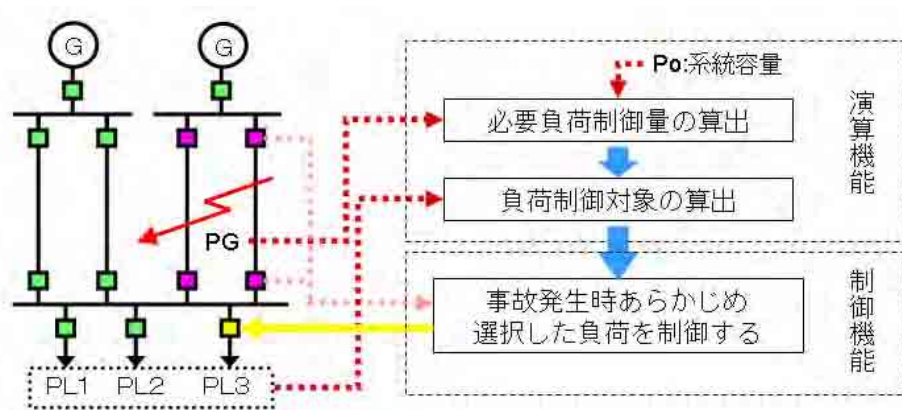 G
G
Po:系統容量
必要負荷制御量の算出
負荷制御対象の算出
演算機能
PG
事故発生時あらかじめ
選択した負荷を制御する
制御機能
PL1 PL2 PL3